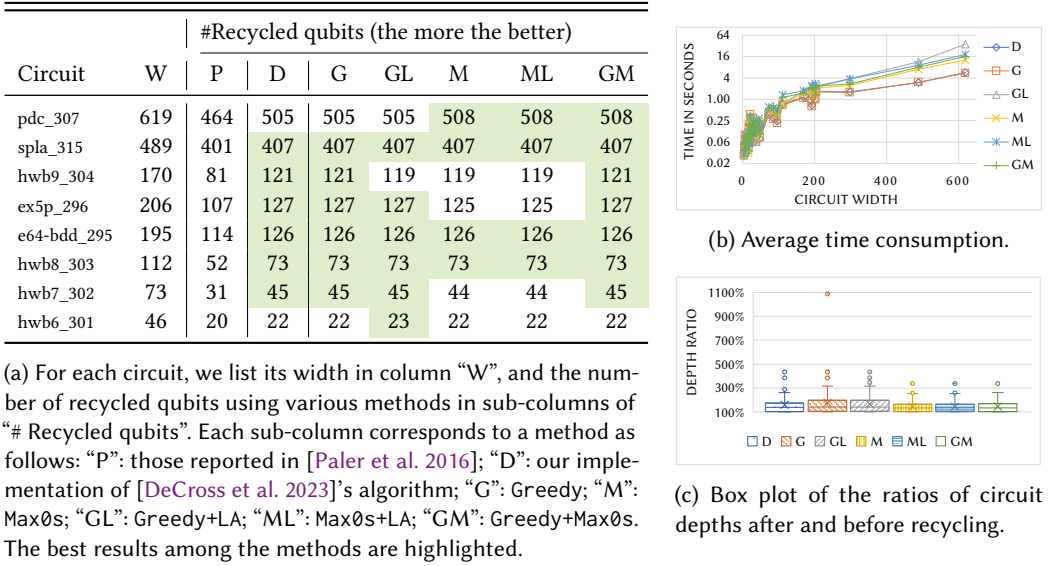 #Recycled qubits (the more the better)
Circuit W P D G GL M ML GM
pdc_307 619 464 505 505 505 508 508 508
spla_315 489 401 407 407 407 407 407 407
hwb9_304 170 81 121 121 119 119 119 121
ex5p_296 206 107 127 127 127 125 125 127
e64-bdd_295 195 114 126 126 126 126 126 126
hwb8_303 112 52 73 73 73 73 73 73
hwb7_302 73 31 45 45 45 44 44 45
hwb6_301 46 20 22 22 23 22 22 22
(a) For each circuit, we list its width in column “W”, and the num-
ber of recycled qubits using various methods in sub-columns of
“# Recycled qubits”. Each sub-column corresponds to a method as
follows: “P”: those reported in [Paler et al. 2016]; “D”: our imple-
mentation of [DeCross et al. 2023]’s algorithm; “G”: Greedy; “M”:
Max0s; “GL”: Greedy+LA; “ML”: Max0s+LA; “GM”: Greedy+Max0s.
The best results among the methods are highlighted.
TIME IN SECONDS
64
16
4
1.00
0.25
0.06
0.02
0 200 400 600
CIRCUIT WIDTH
D
G
GL
M
ML
GM
(b) Average time consumption.
DEPTH RATIO
1100%
900%
700%
500%
300%
100%
D G GL M ML GM
(c) Box plot of the ratios of circuit
depths after and before recycling.